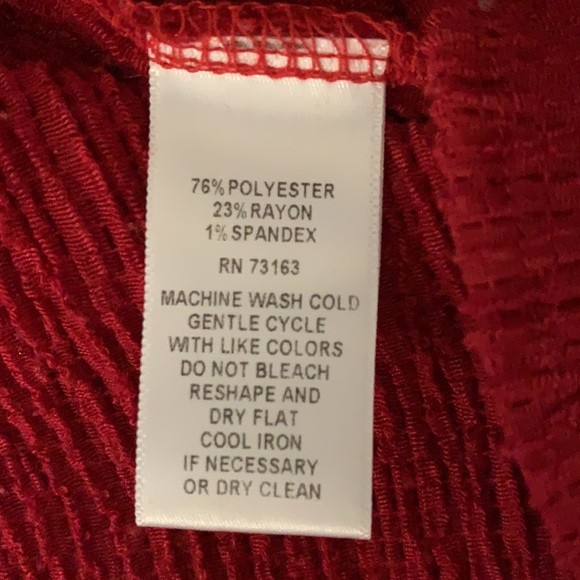 76% POLYESTER
23% RAYON
1% SPANDEX
RN 73163
MACHINE WASH COLD
GENTLE CYCLE
WITH LIKE COLORS
DO NOT BLEACH
RESHAPE AND
DRY FLAT
COOL IRON
IF NECESSARY
OR DRY CLEAN